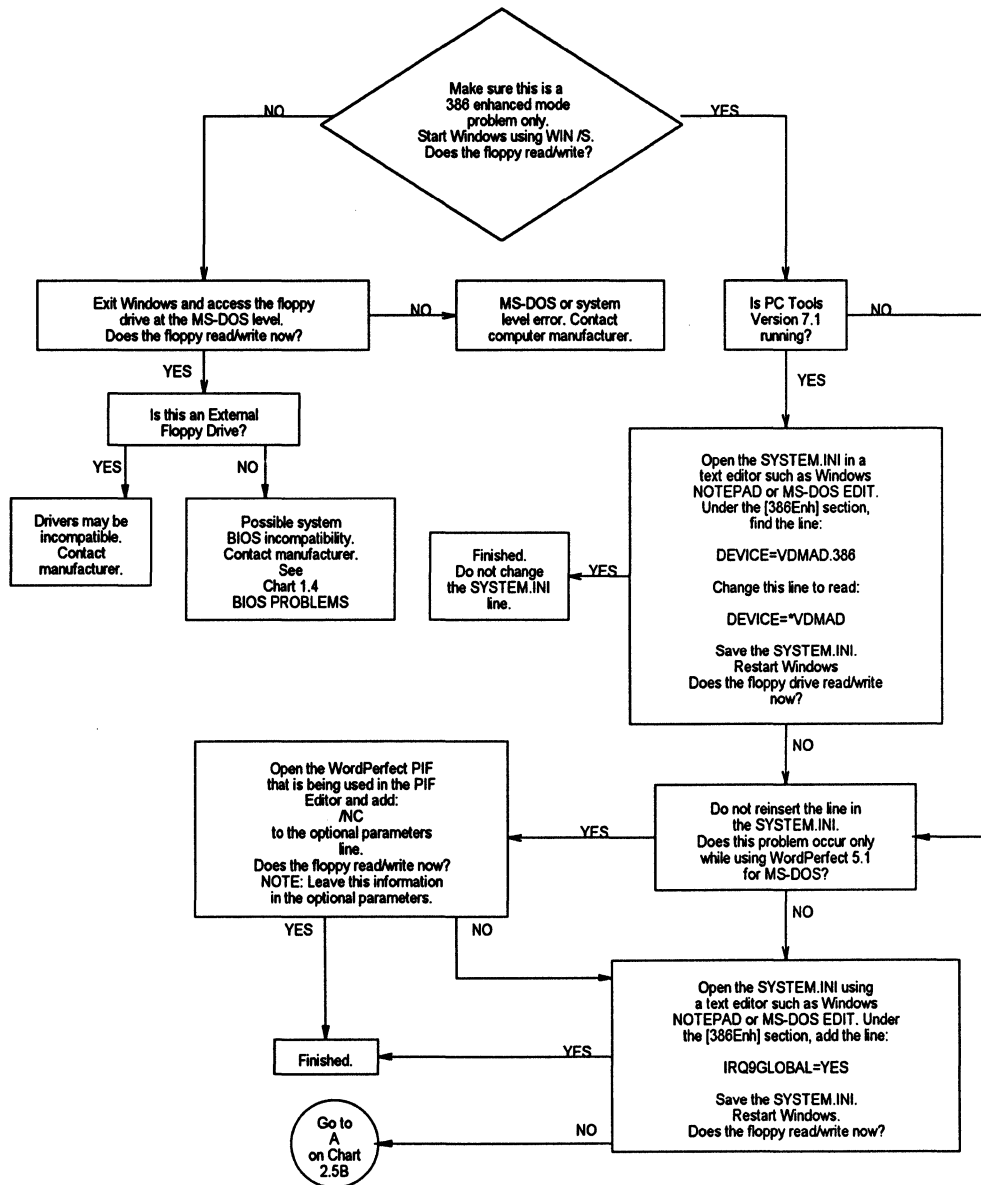 Make sure this is a
386 enhanced mode
problem only.
Start Windows using WIN /S.
Does the floppy read/write?
NO
YES
Exit Windows and access the floppy
drive at the MS-DOS level.
Does the floppy read/write now?
NO
MS-DOS or system
level error. Contact
computer manufacturer.
Is PC Tools
Version 7.1
running?
NO
YES
YES
Is this an External
Floppy Drive?
YES
NO
Drivers may be
incompatible.
Contact
manufacturer.
Possible system
BIOS incompatibility.
Contact manufacturer.
See
Chart 1.4
BIOS PROBLEMS
Finished.
Do not change
the SYSTEM.INI
line.
YES
Open the SYSTEM.INI in a
text editor such as Windows
NOTEPAD or MS-DOS EDIT.
Under the [386Enh] section,
find the line:
DEVICE=VDMAD.386
Change this line to read:
DEVICE=*VDMAD
Save the SYSTEM.INI.
Restart Windows
Does the floppy drive read/write
now?
NO
Open the WordPerfect PIF
that is being used in the PIF
Editor and add:
/NC
to the optional parameters
line.
Does the floppy read/write now?
NOTE: Leave this information
in the optional parameters.
YES
Do not reinsert the line in
the SYSTEM.INI.
Does this problem occur only
while using WordPerfect 5.1
for MS-DOS?
YES
NO
NO
Open the SYSTEM.INI using
a text editor such as Windows
NOTEPAD or MS-DOS EDIT. Under
the [386Enh] section, add the line:
IRQ9GLOBAL=YES
Save the SYSTEM.INI.
Restart Windows.
Does the floppy read/write now?
YES
Finished.
NO
Go to
A
on Chart
2.5B